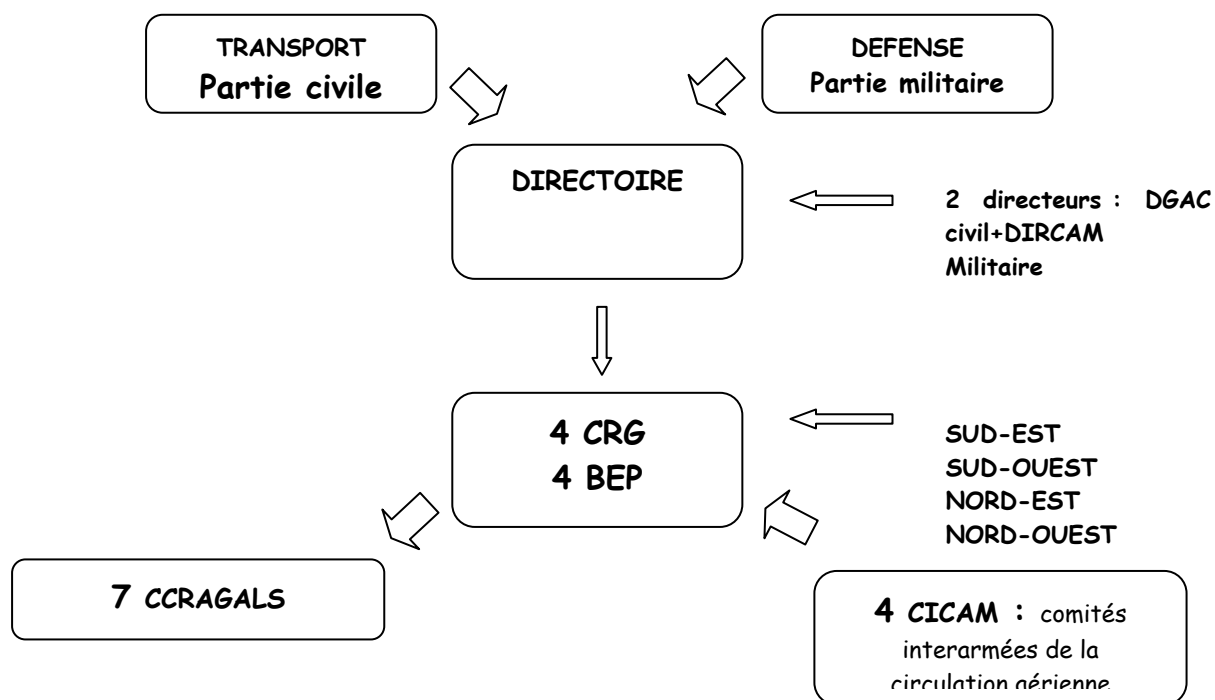 TRANSPORT
Partie civile
DEFENSE
Partie militaire
DIRECTOIRE
2 directeurs : DGAC
civil+DIRCAM
Militaire
4 CRG
4 BEP
SUD-EST
SUD-OUEST
NORD-EST
NORD-OUEST
7 CCRAGALS
4 CICAM : comités
interarmées de la
circulation aérienne